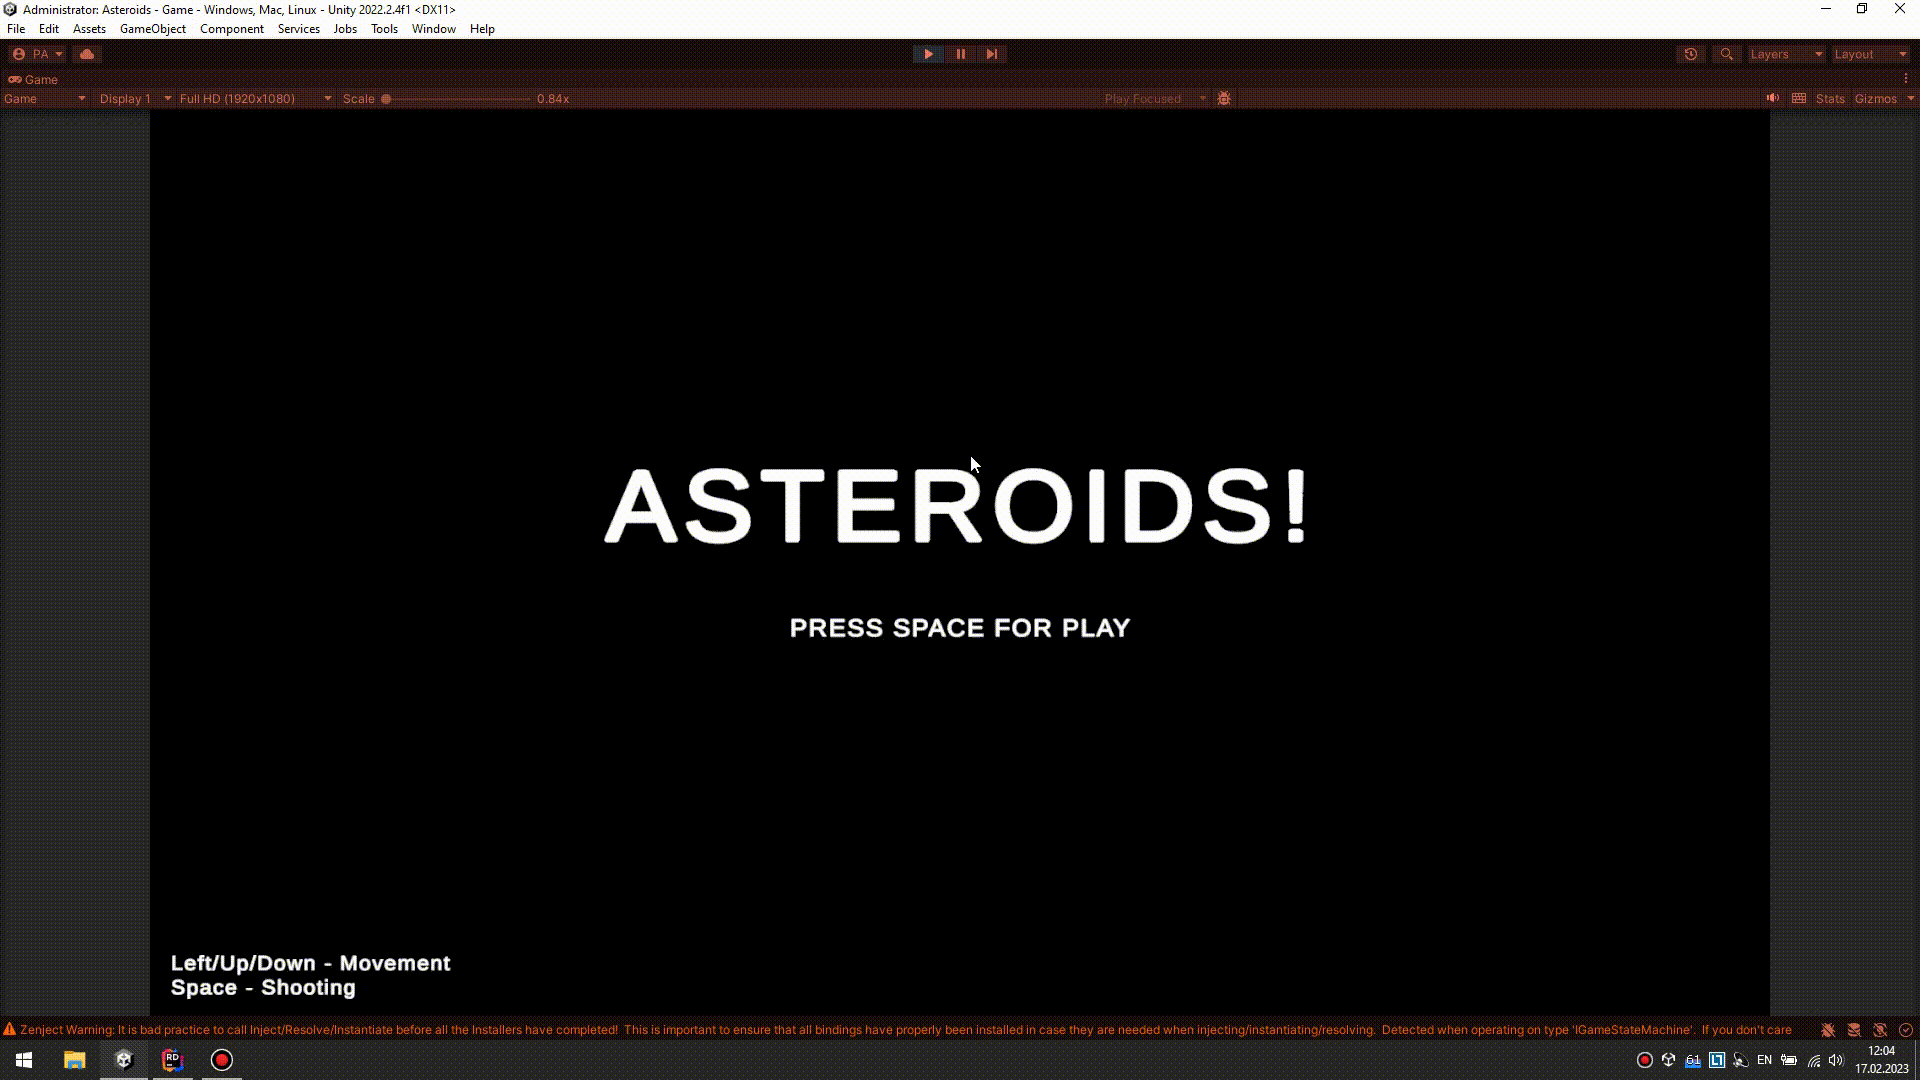 Administrator: Asteroids - Game - Windows, Mac, Linux - Unity 2022.2.4f1 <DX11>
File Edit Assets GameObject Component Services Jobs Tools Window Help
PA Layers Layout
Game
Game Display 1 Full HD (1920x1080) Scale 0.84x Play Focused Stats Gizmos
ASTEROIDS!
PRESS SPACE FOR PLAY
Left/Up/Down - Movement
Space - Shooting
Zenject Warning: It is bad practice to call Inject/Resolve/Instantiate before all the Installers have completed!  This is important to ensure that all bindings have properly been installed in case they are needed when injecting/instantiating/resolving.  Detected when operating on type 'IGameStateMachine'.  If you don't care
RD 61 EN 12:04
17.02.2023